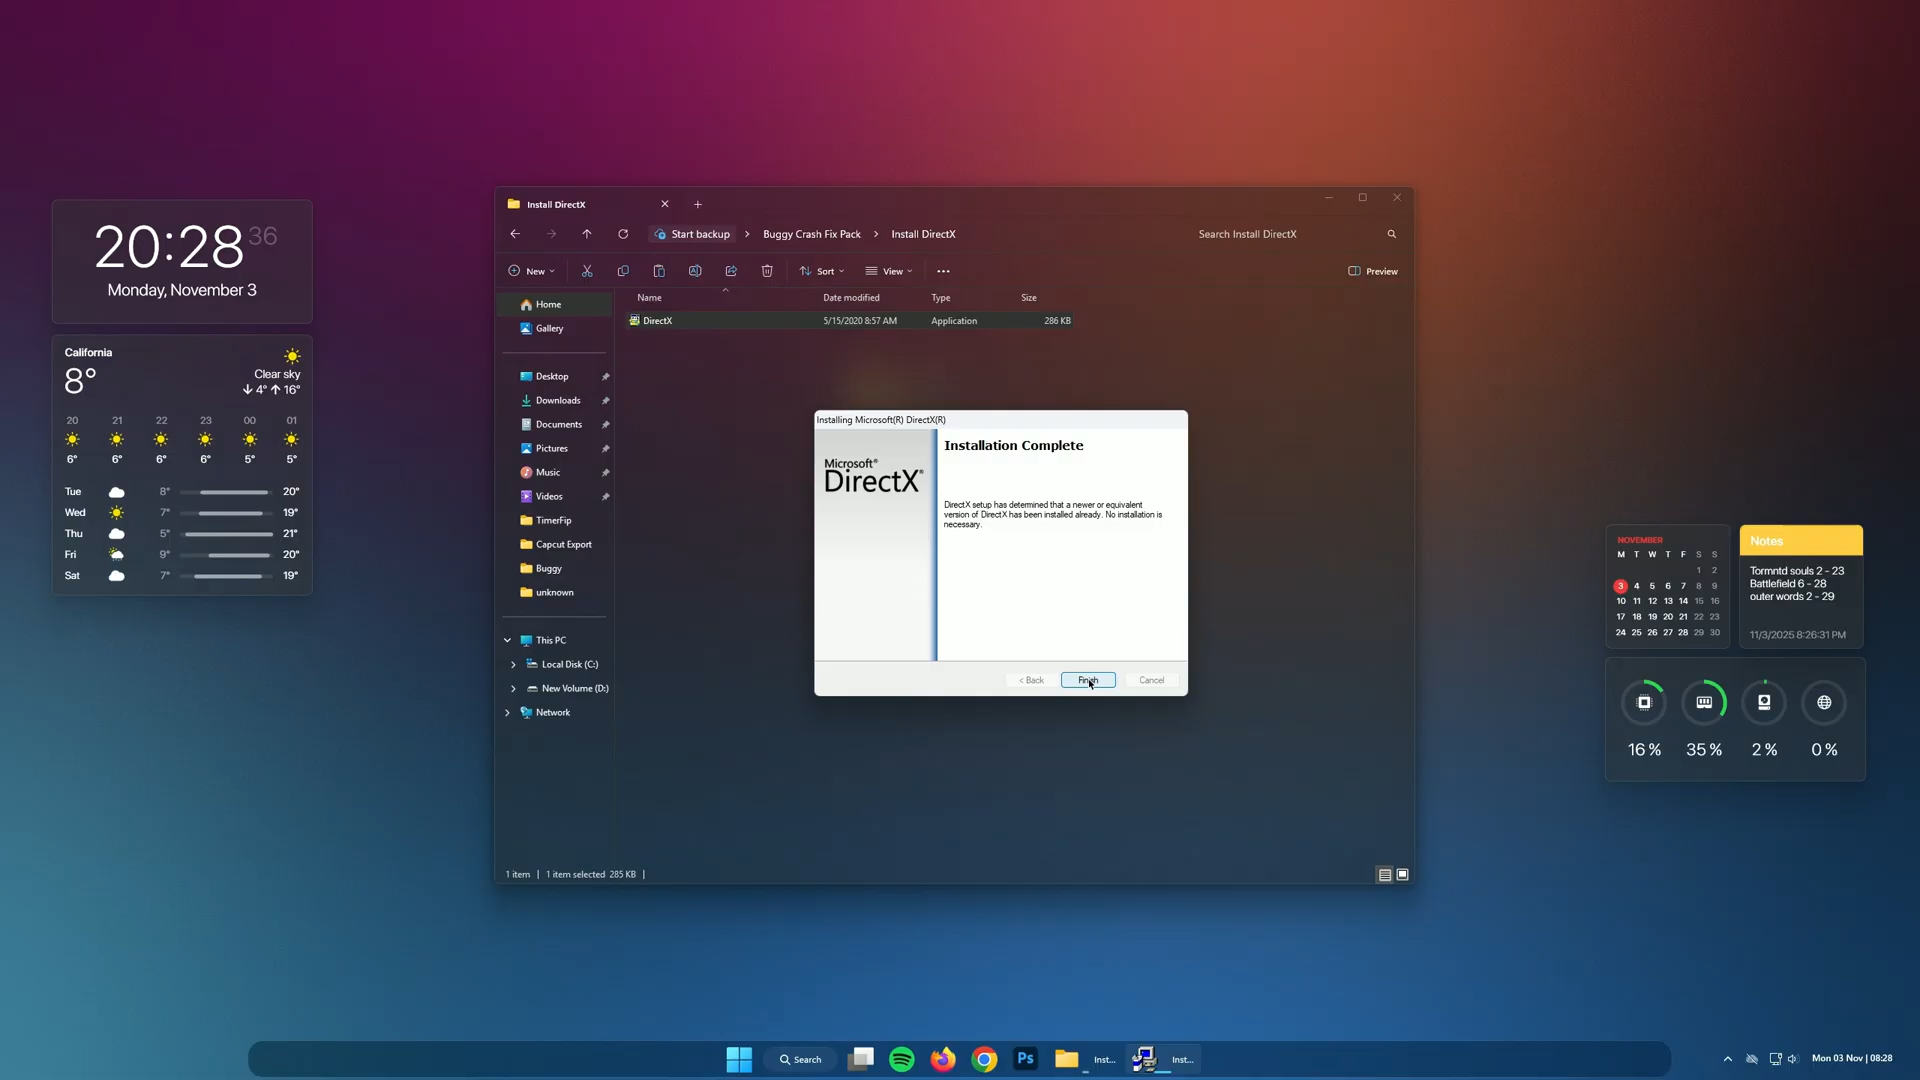 20:28 36
Monday, November 3
California
8°
Clear sky
4° 16°
20 21 22 23 00 01
6° 6° 6° 6° 5° 5°
Tue 8° 20°
Wed 7° 19°
Thu 5° 21°
Fri 9° 20°
Sat 7° 19°
Install DirectX
Start backup > Buggy Crash Fix Pack > Install DirectX
Search Install DirectX
New
Sort
View
Preview
Name Date modified Type Size
DirectX 5/15/2020 8:57 AM Application 286 KB
Home
Gallery
Desktop
Downloads
Documents
Pictures
Music
Videos
TimerFip
Capcut Export
Buggy
unknown
This PC
Local Disk (C:)
New Volume (D:)
Network
1 item | 1 item selected 285 KB |
Installing Microsoft(R) DirectX(R)
Microsoft®
DirectX®
Installation Complete
DirectX setup has determined that a newer or equivalent
version of DirectX has been installed already. No installation is
necessary.
< Back
Finish
Cancel
NOVEMBER
M T W T F S S
1 2
3 4 5 6 7 8 9
10 11 12 13 14 15 16
17 18 19 20 21 22 23
24 25 26 27 28 29 30
Notes
Tormntd souls 2 - 23
Battlefield 6 - 28
outer words 2 - 29
11/3/2025 8:26:31 PM
16 % 35 % 2 % 0 %
Search
Ps
Inst...
Inst...
Mon 03 Nov | 08:28